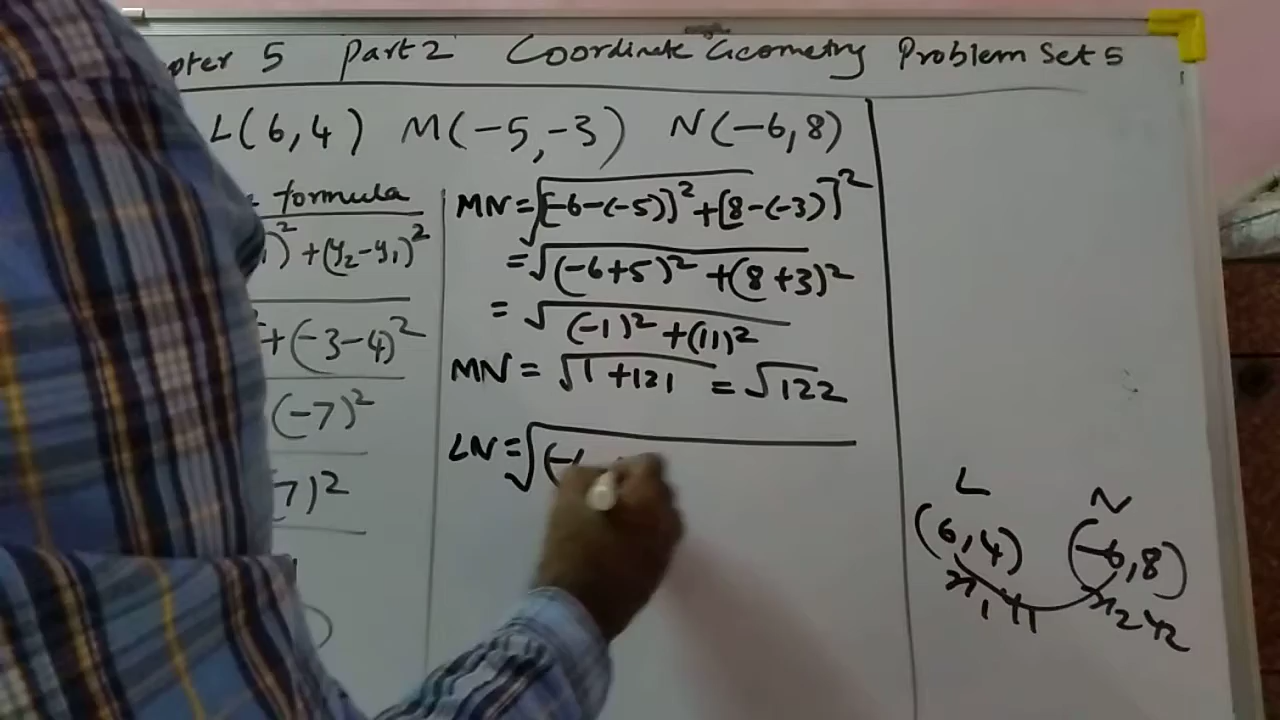 pter 5 Part 2 Coordinate Geometry Problem Set 5
L(6,4) M(-5,-3) N(-6,8)
formula
)² +(y₂-y₁)²
+(-3-4)²
(-7)²
7)²
MN = √[-6-(-5)]² + [8-(-3)]²
= √(-6+5)² +(8+3)²
= √(-1)² +(11)²
MN = √1 +121 = √122
LN = √(-6
L N
(6,4) (-6,8)
x₁ y₁ x₂ y₂